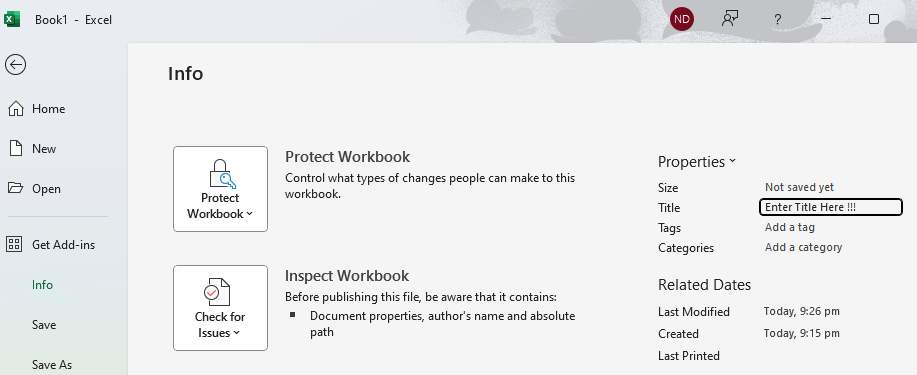 Book1 - Excel
ND
?
Info
Home
New
Open
Get Add-ins
Info
Save
Save As
Protect
Workbook
Protect Workbook
Control what types of changes people can make to this
workbook.
Check for
Issues
Inspect Workbook
Before publishing this file, be aware that it contains:
Document properties, author's name and absolute
path
Properties
Size Not saved yet
Title Enter Title Here !!!
Tags Add a tag
Categories Add a category
Related Dates
Last Modified Today, 9:26 pm
Created Today, 9:15 pm
Last Printed